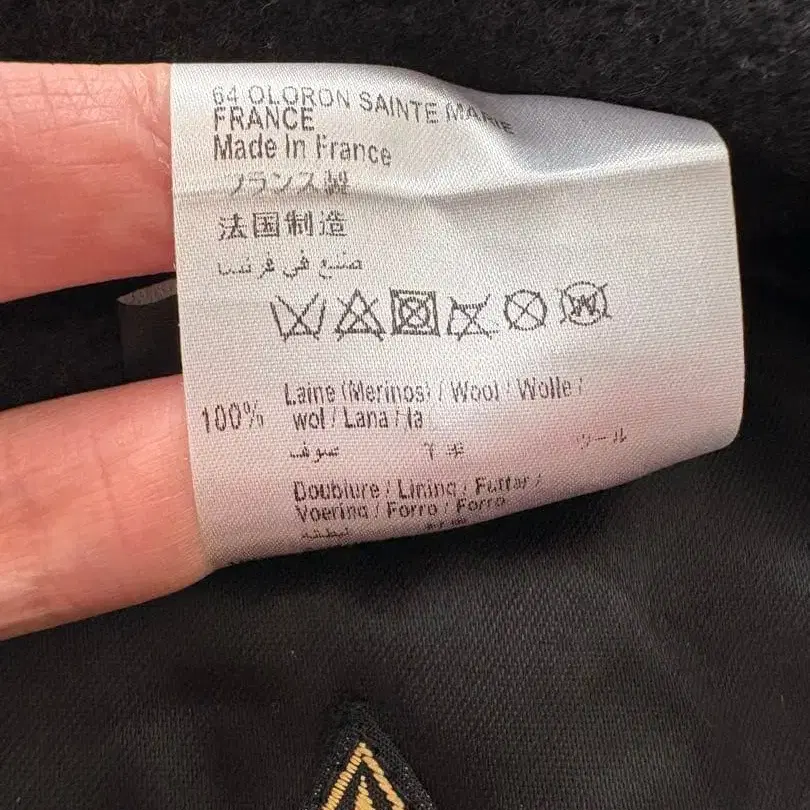 64 OLORON SAINTE MARIE
FRANCE
Made In France
フランス製
法国制造
صنع في فرنسا
W
100% Laine (Merinos) / Wool / Wolle /
wol / Lana / la
صوف 羊毛 ウール
Doublure / Lining / Futter /
Voering / Forro / Forro